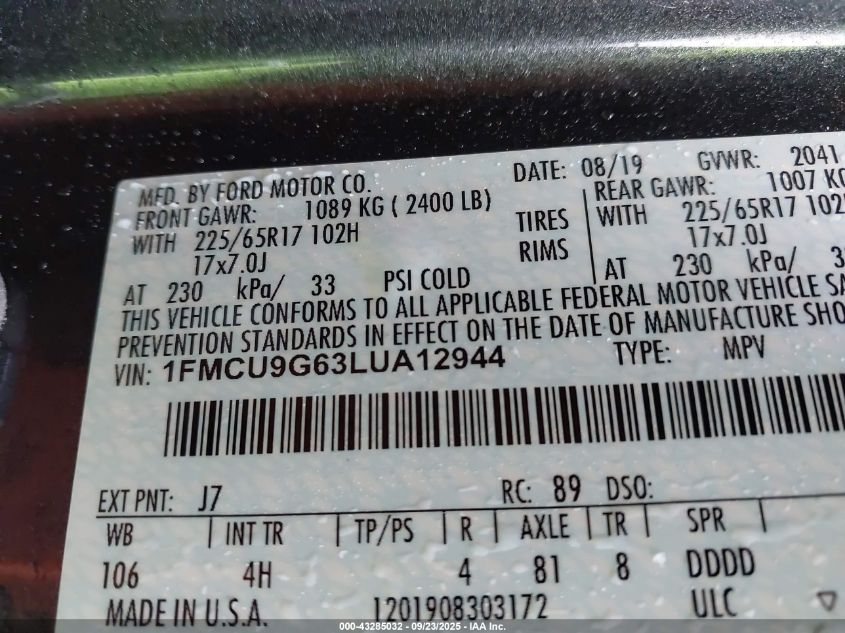 MFD. BY FORD MOTOR CO. DATE: 08/19 GVWR: 2041
FRONT GAWR: 1089 KG ( 2400 LB) REAR GAWR: 1007 KG
WITH 225/65R17 102H TIRES WITH 225/65R17 102
17x7.0J RIMS 17x7.0J
AT 230 kPa/ 33 PSI COLD AT 230 kPa/ 3
THIS VEHICLE CONFORMS TO ALL APPLICABLE FEDERAL MOTOR VEHICLE SA
PREVENTION STANDARDS IN EFFECT ON THE DATE OF MANUFACTURE SHO
VIN: 1FMCU9G63LUA12944 TYPE: MPV
EXT PNT: J7 RC: 89 DSO:
WB INT TR TP/PS R AXLE TR SPR
106 4H 4 81 8 DDDD
MADE IN U.S.A. 1201908303172 ULC
000-43285032 - 09/23/2025 - IAA Inc.